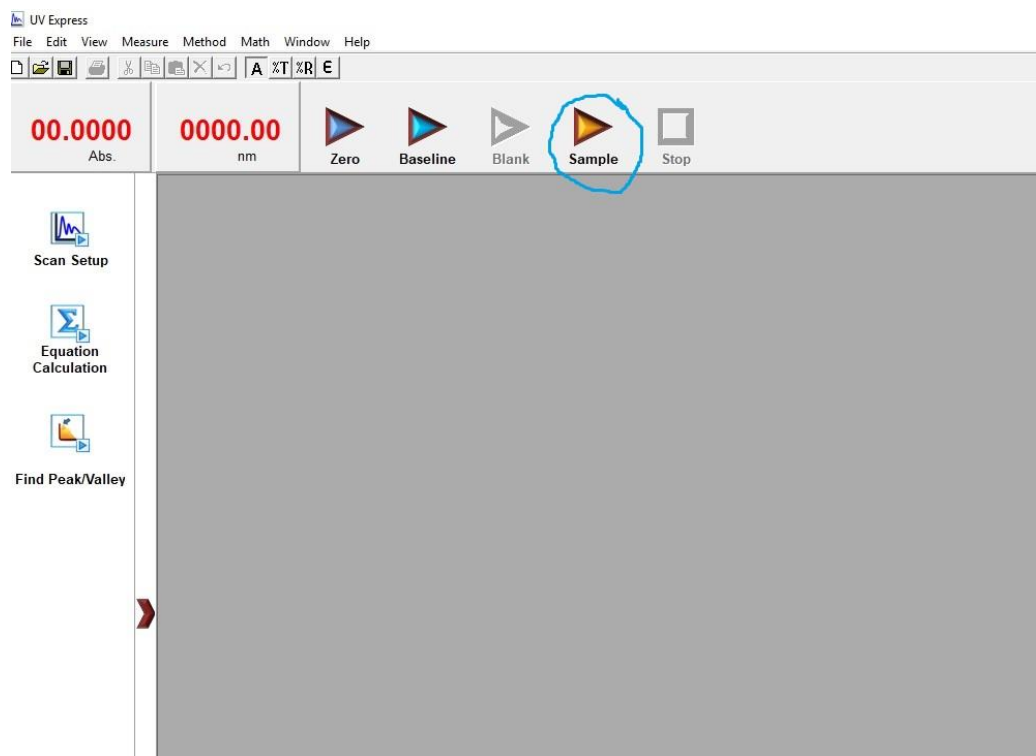 UV Express
File Edit View Measure Method Math Window Help
A %T %R E
00.0000
Abs.
0000.00
nm
Zero Baseline Blank Sample Stop
Scan Setup
Equation
Calculation
Find Peak/Valley